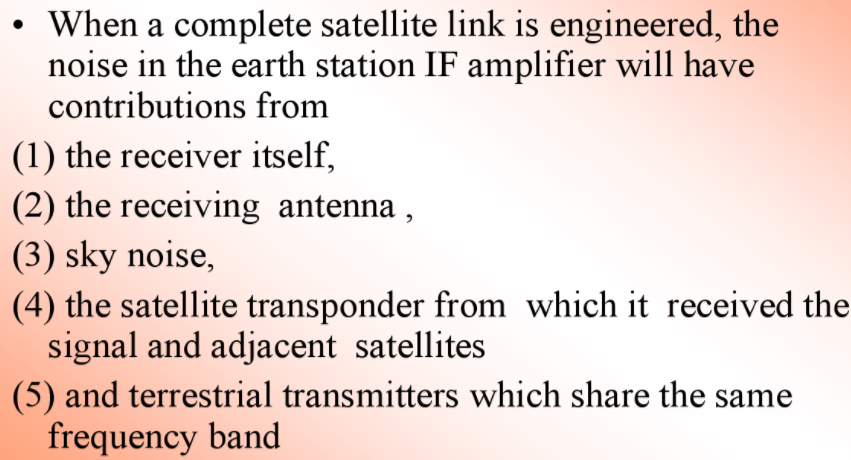 • When a complete satellite link is engineered, the
noise in the earth station IF amplifier will have
contributions from
(1) the receiver itself,
(2) the receiving antenna ,
(3) sky noise,
(4) the satellite transponder from which it received the
signal and adjacent satellites
(5) and terrestrial transmitters which share the same
frequency band